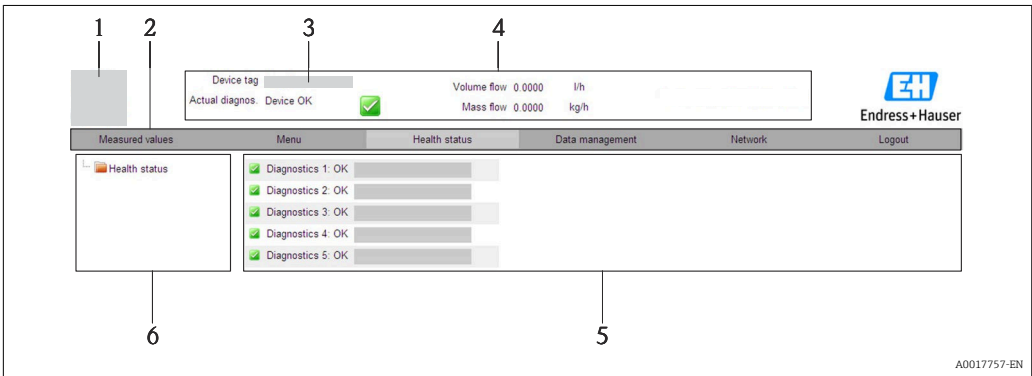 1 2 3 4
Device tag
Actual diagnos. Device OK
Volume flow 0.0000 l/h
Mass flow 0.0000 kg/h
EH
Endress+Hauser
Measured values Menu Health status Data management Network Logout
Health status
Diagnostics 1: OK
Diagnostics 2: OK
Diagnostics 3: OK
Diagnostics 4: OK
Diagnostics 5: OK
6 5
A0017757-EN